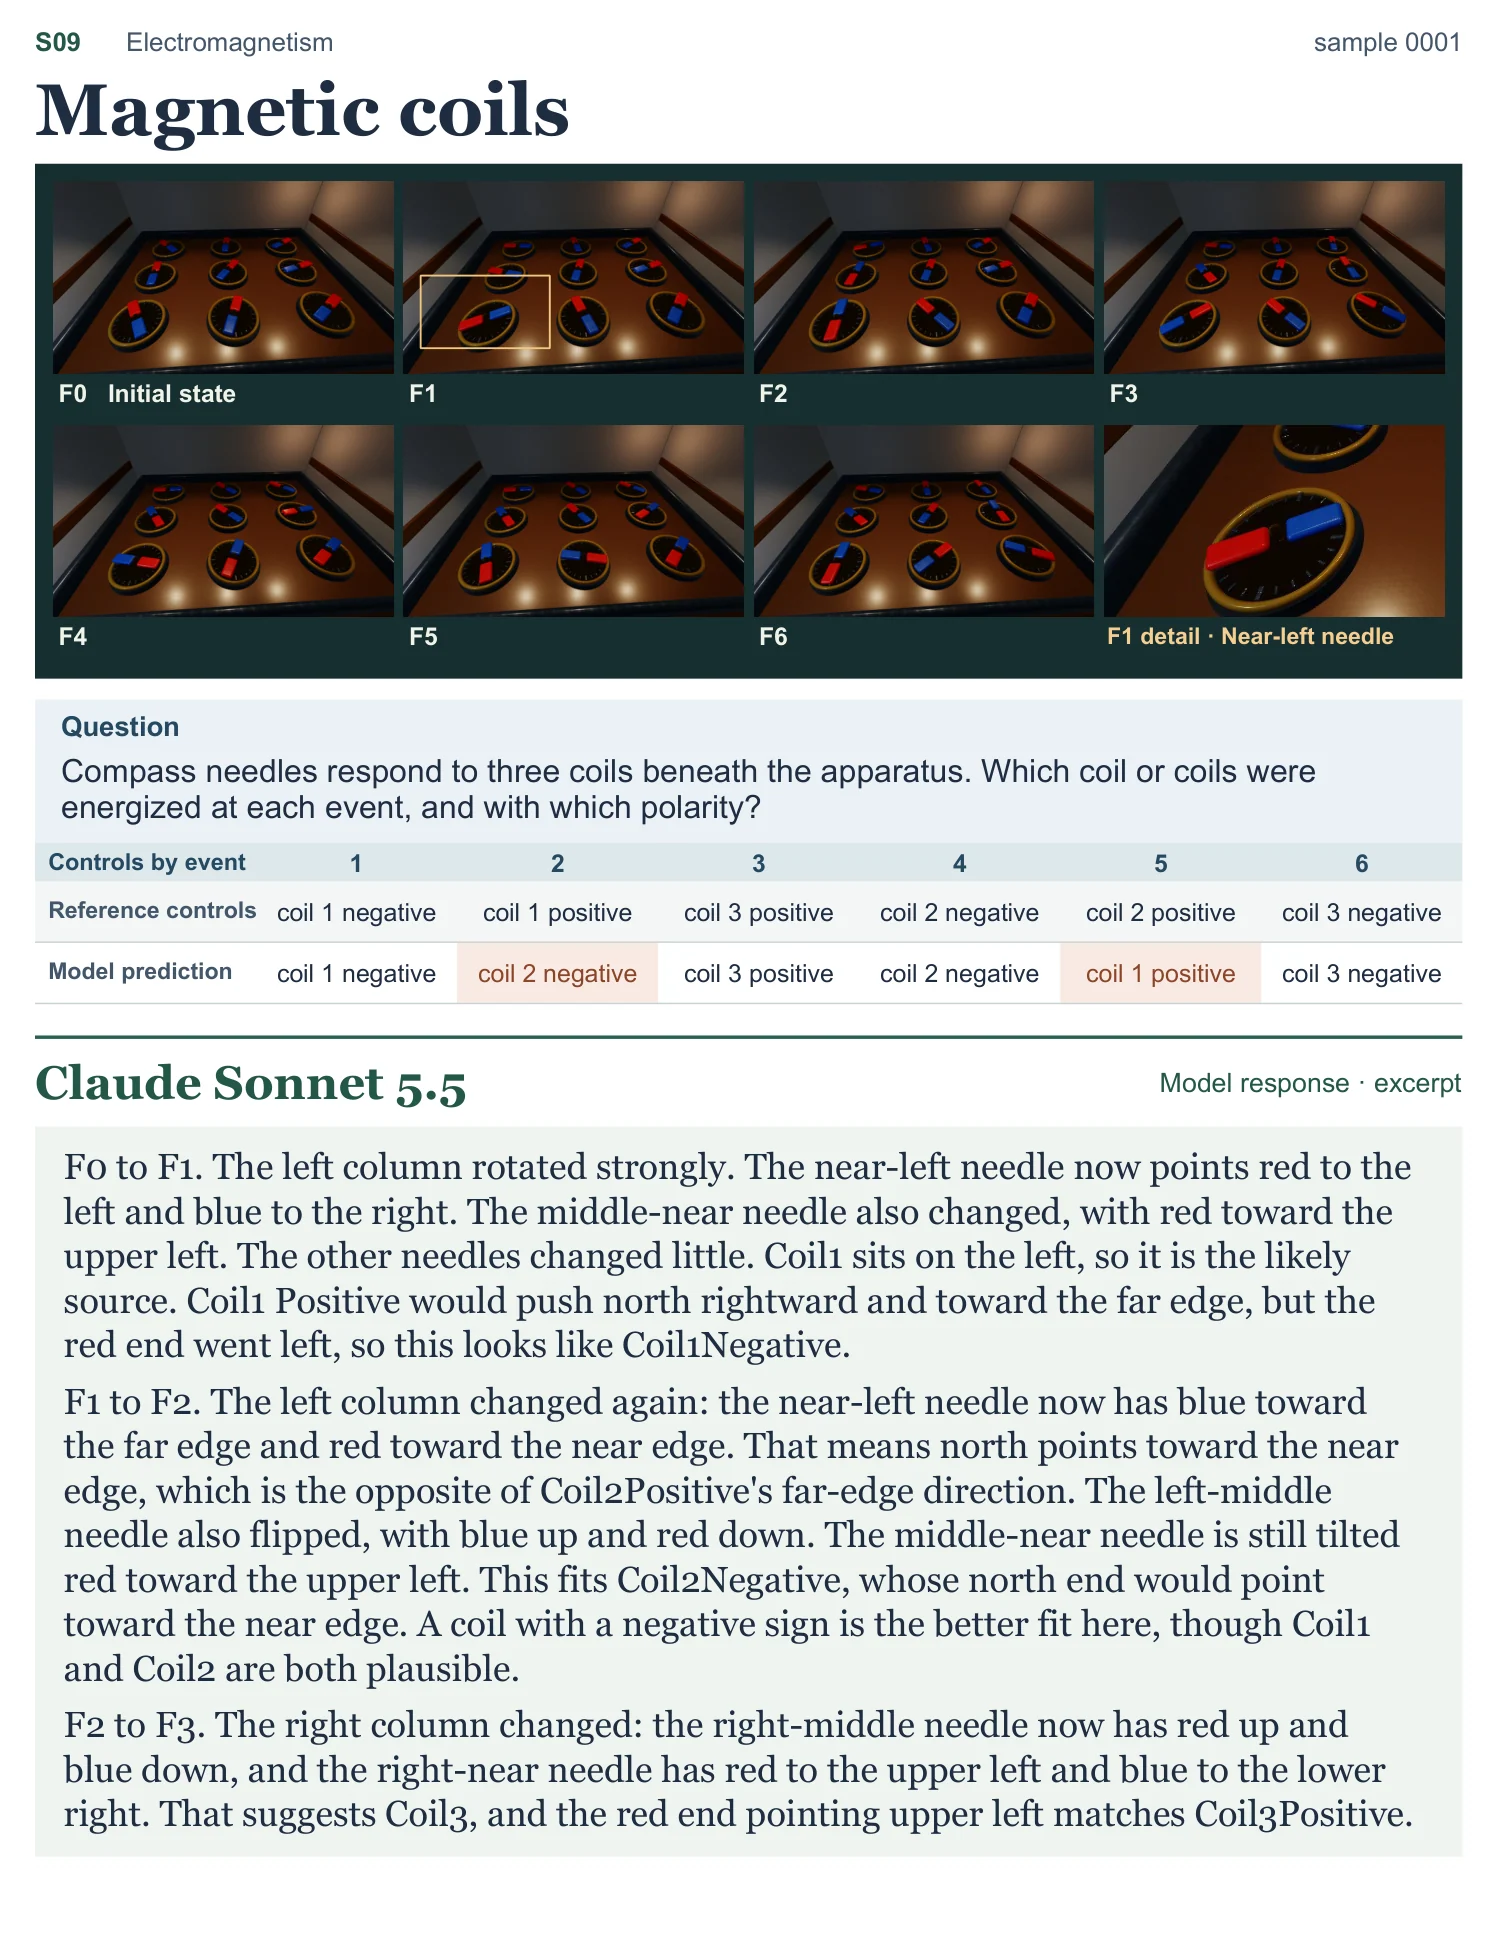 S09 Electromagnetism sample 0001
Magnetic coils
F0 Initial state F1 F2 F3
F4 F5 F6 F1 detail · Near-left needle
Question
Compass needles respond to three coils beneath the apparatus. Which coil or coils were
energized at each event, and with which polarity?
Controls by event 1 2 3 4 5 6
Reference controls coil 1 negative coil 1 positive coil 3 positive coil 2 negative coil 2 positive coil 3 negative
Model prediction coil 1 negative coil 2 negative coil 3 positive coil 2 negative coil 1 positive coil 3 negative
Claude Sonnet 5.5 Model response · excerpt
F0 to F1. The left column rotated strongly. The near-left needle now points red to the
left and blue to the right. The middle-near needle also changed, with red toward the
upper left. The other needles changed little. Coil1 sits on the left, so it is the likely
source. Coil1 Positive would push north rightward and toward the far edge, but the
red end went left, so this looks like Coil1Negative.
F1 to F2. The left column changed again: the near-left needle now has blue toward
the far edge and red toward the near edge. That means north points toward the near
edge, which is the opposite of Coil2Positive's far-edge direction. The left-middle
needle also flipped, with blue up and red down. The middle-near needle is still tilted
red toward the upper left. This fits Coil2Negative, whose north end would point
toward the near edge. A coil with a negative sign is the better fit here, though Coil1
and Coil2 are both plausible.
F2 to F3. The right column changed: the right-middle needle now has red up and
blue down, and the right-near needle has red to the upper left and blue to the lower
right. That suggests Coil3, and the red end pointing upper left matches Coil3Positive.